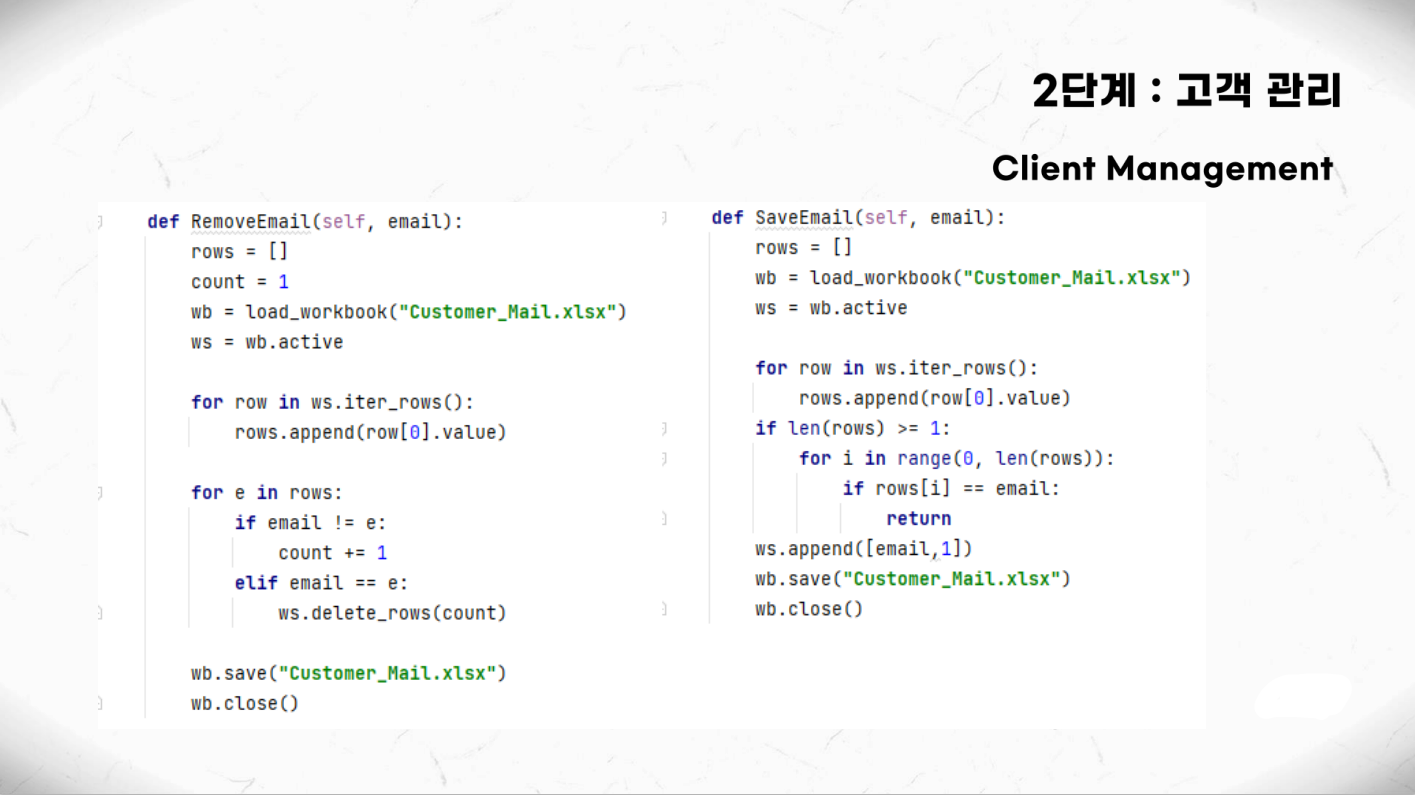 2단계 : 고객 관리
Client Management
def RemoveEmail(self, email):
rows = []
count = 1
wb = load_workbook("Customer_Mail.xlsx")
ws = wb.active
for row in ws.iter_rows():
rows.append(row[0].value)
for e in rows:
if email != e:
count += 1
elif email == e:
ws.delete_rows(count)
wb.save("Customer_Mail.xlsx")
wb.close()
def SaveEmail(self, email):
rows = []
wb = load_workbook("Customer_Mail.xlsx")
ws = wb.active
for row in ws.iter_rows():
rows.append(row[0].value)
if len(rows) >= 1:
for i in range(0, len(rows)):
if rows[i] == email:
return
ws.append([email,1])
wb.save("Customer_Mail.xlsx")
wb.close()